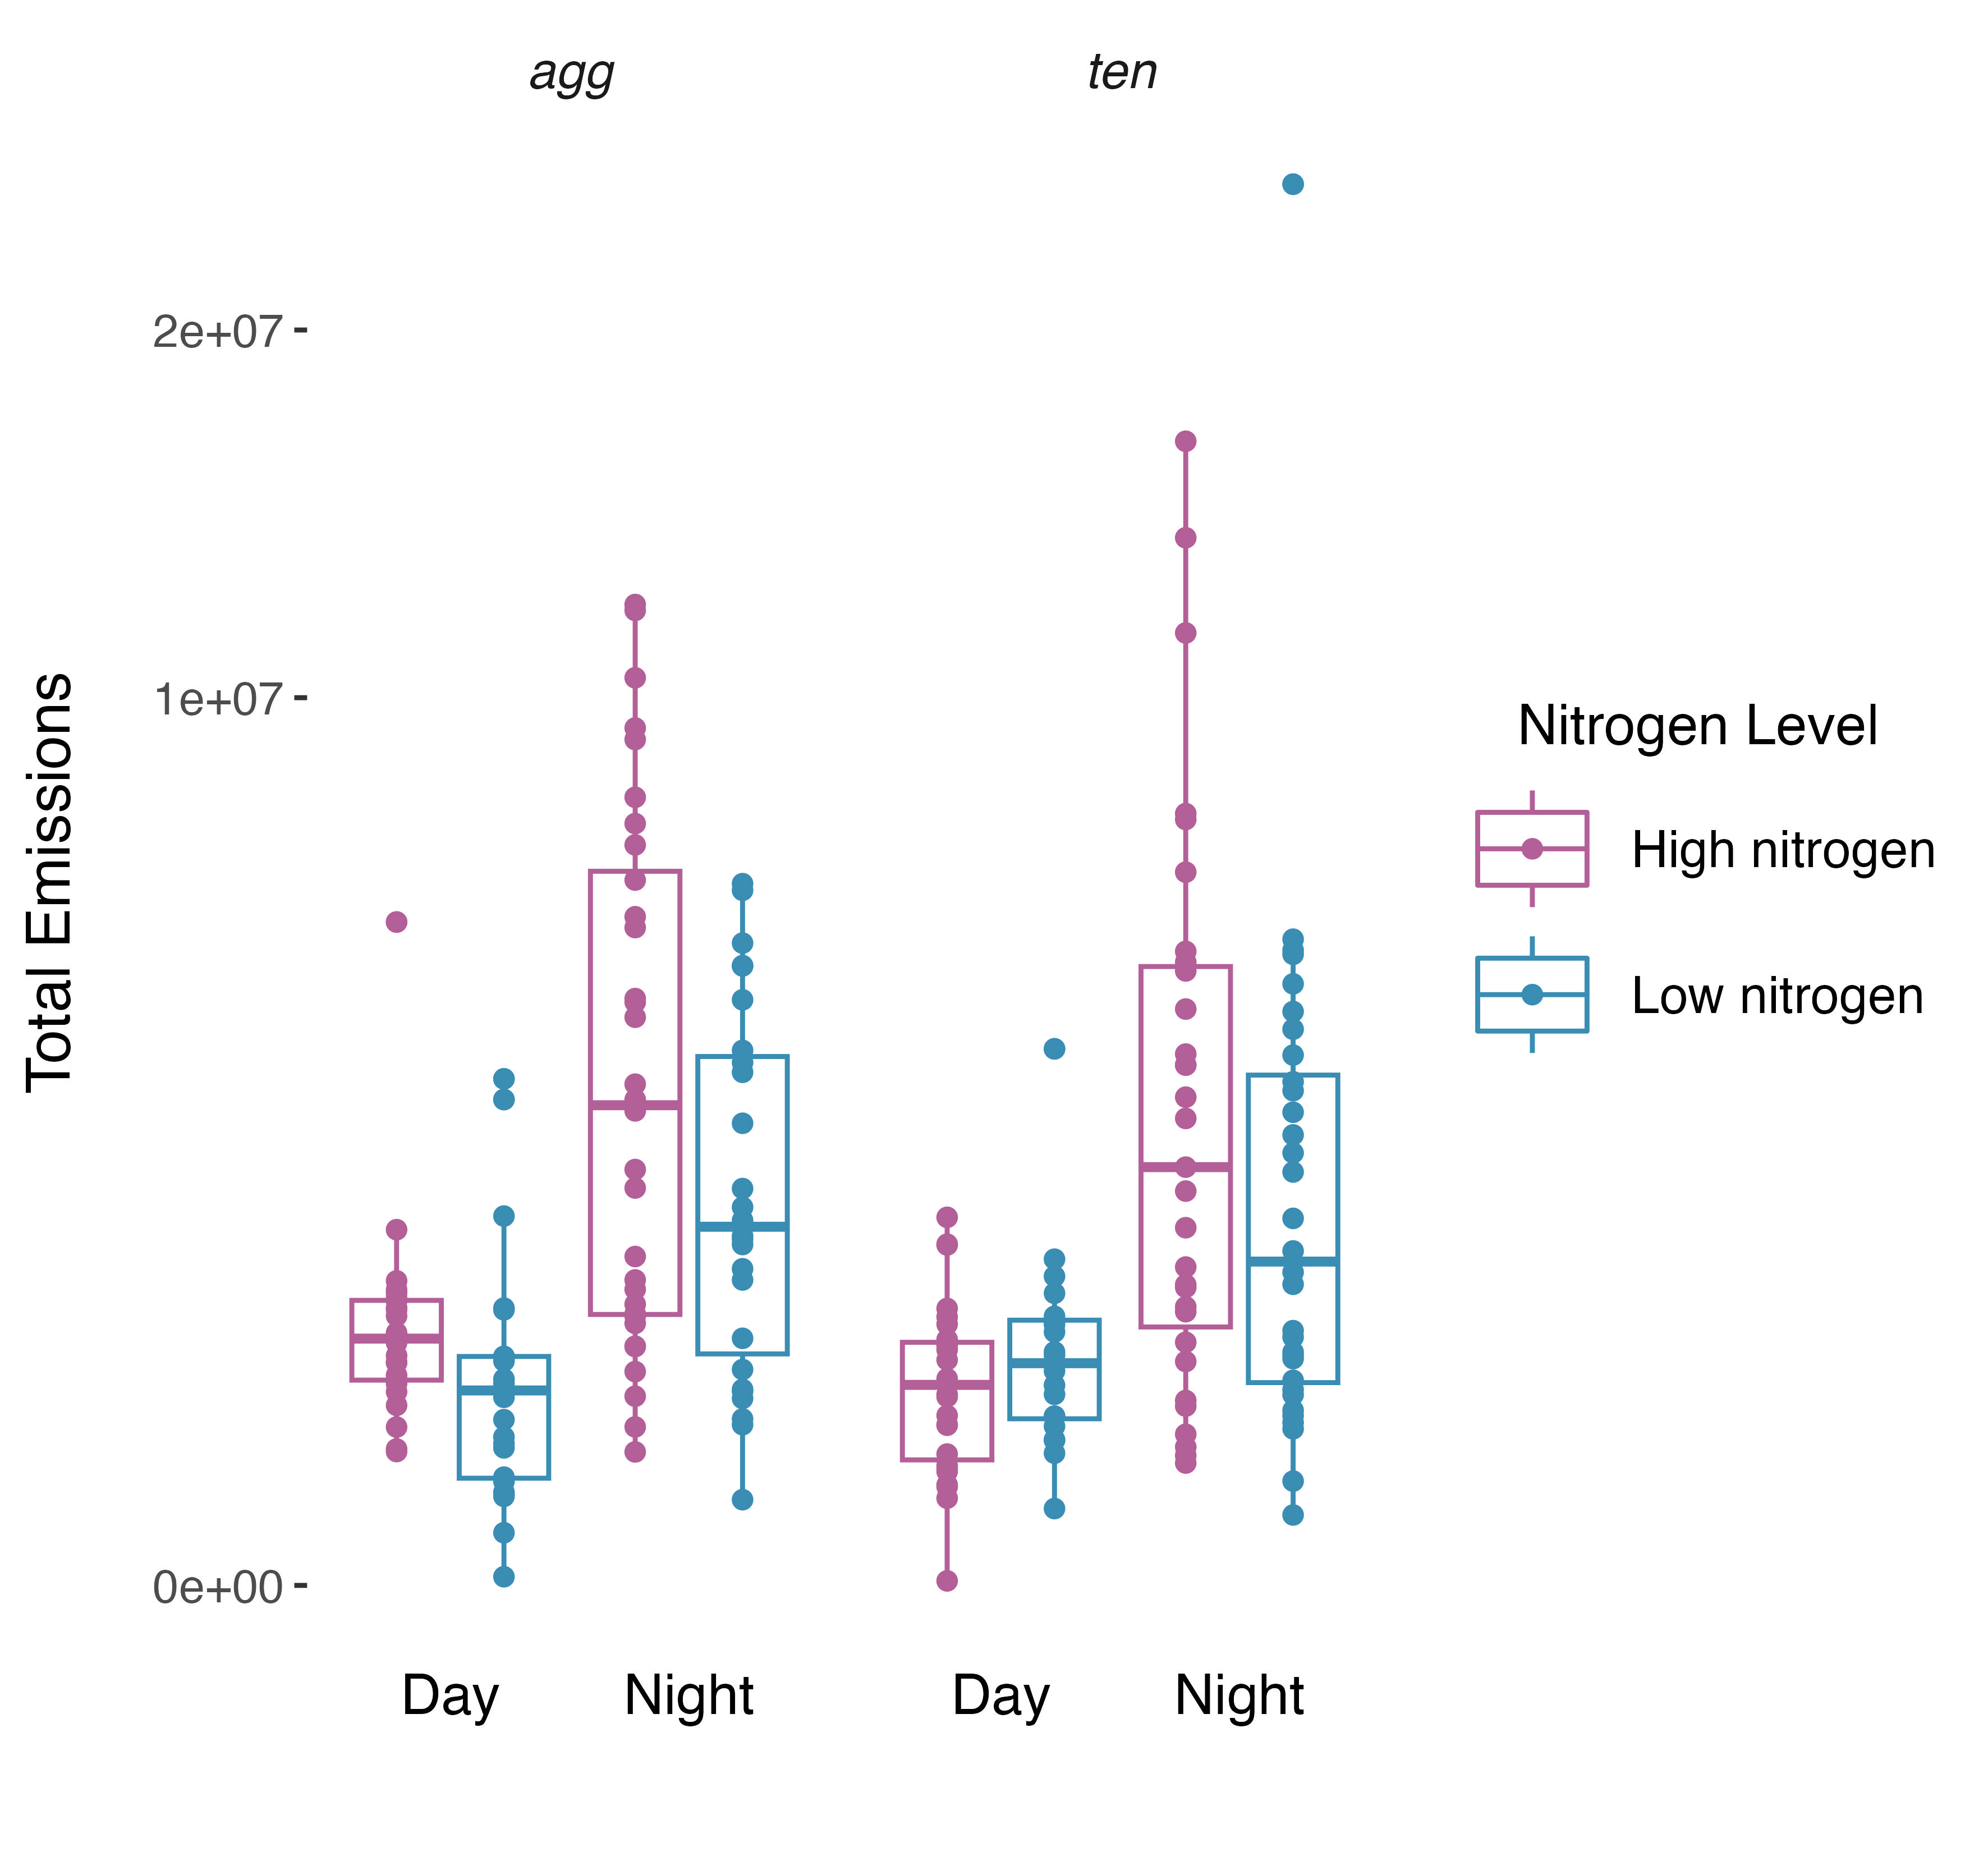 agg
ten
2e+07
1e+07
0e+00
Total Emissions
Nitrogen Level
High nitrogen
Low nitrogen
Day Night Day Night